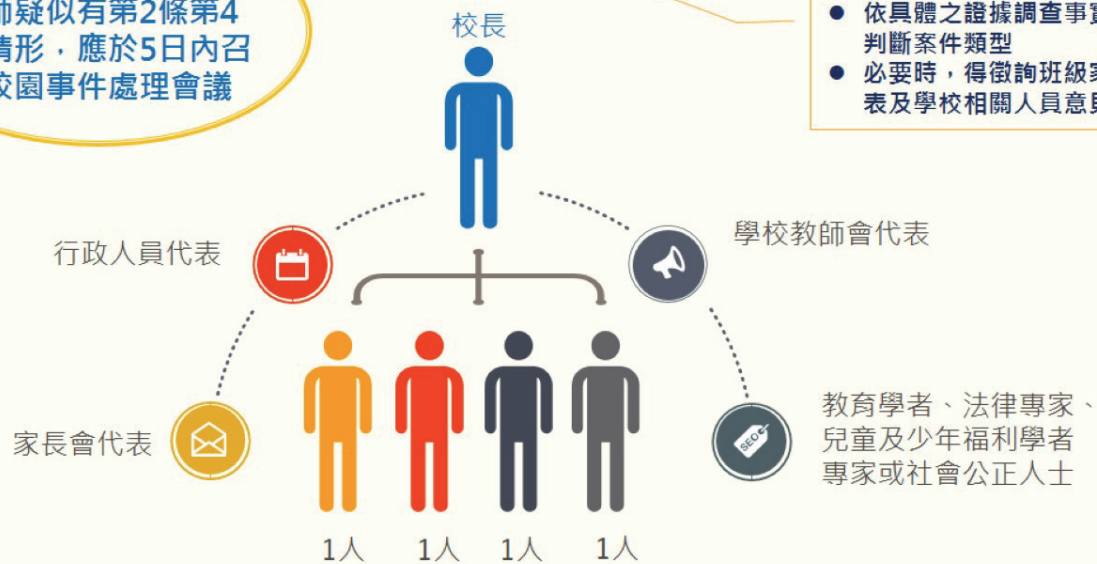 師疑似有第2條第4
情形，應於5日內召
校園事件處理會議
校長
● 依具體之證據調查事實
判斷案件類型
● 必要時，得徵詢班級家
表及學校相關人員意見
行政人員代表
學校教師會代表
家長會代表
SEO
教育學者、法律專家、
兒童及少年福利學者
專家或社會公正人士
1人
1人
1人
1人